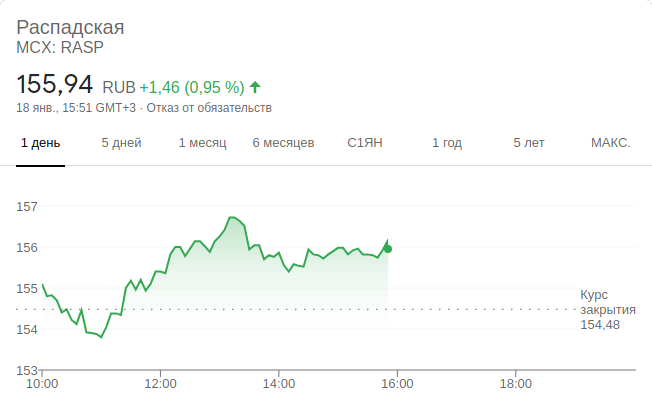 Распадская
MCX: RASP
155,94 RUB +1,46 (0,95 %)
18 янв., 15:51 GMT+3 · Отказ от обязательств
1 день 5 дней 1 месяц 6 месяцев С1ЯН 1 год 5 лет МАКС.
157
156
155
Курс
закрытия
154,48
154
153
10:00 12:00 14:00 16:00 18:00